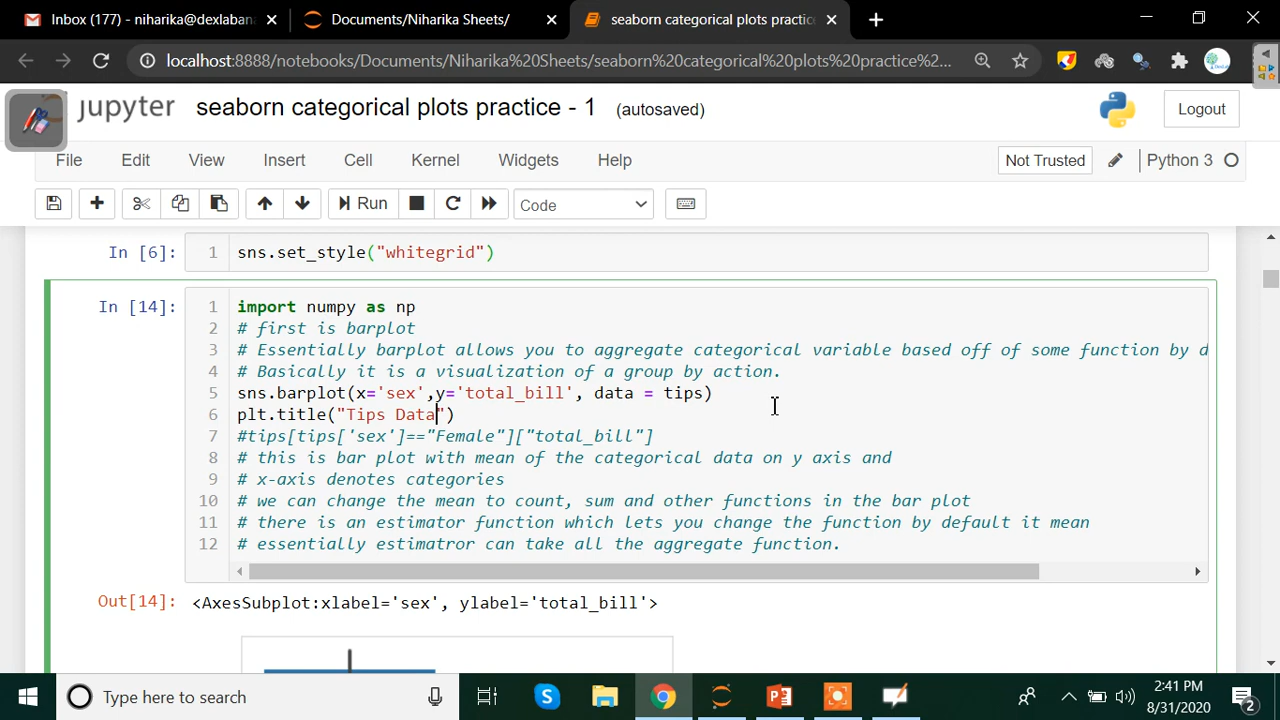 Inbox (177) - niharika@dexlabana
Documents/Niharika Sheets/
seaborn categorical plots practice
localhost:8888/notebooks/Documents/Niharika%20Sheets/seaborn%20categorical%20plots%20practice%2...
jupyter seaborn categorical plots practice - 1 (autosaved)
Logout
File Edit View Insert Cell Kernel Widgets Help
Not Trusted
Python 3
Run
Code
In [6]:
1 sns.set_style("whitegrid")
In [14]:
1 import numpy as np
2 # first is barplot
3 # Essentially barplot allows you to aggregate categorical variable based off of some function by d
4 # Basically it is a visualization of a group by action.
5 sns.barplot(x='sex',y='total_bill', data = tips)
6 plt.title("Tips Data")
7 #tips[tips['sex']=="Female"]["total_bill"]
8 # this is bar plot with mean of the categorical data on y axis and
9 # x-axis denotes categories
10 # we can change the mean to count, sum and other functions in the bar plot
11 # there is an estimator function which lets you change the function by default it mean
12 # essentially estimatror can take all the aggregate function.
Out[14]: <AxesSubplot:xlabel='sex', ylabel='total_bill'>
Type here to search
2:41 PM
8/31/2020
2